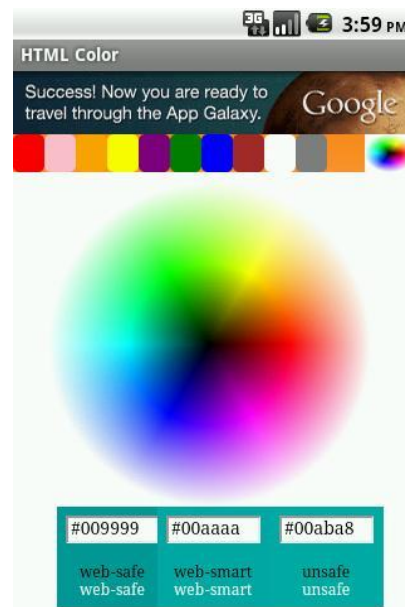 3G 3:59 PM
HTML Color
Success! Now you are ready to
travel through the App Galaxy.
Google
#009999 #00aaaa #00aba8
web-safe web-smart unsafe
web-safe web-smart unsafe